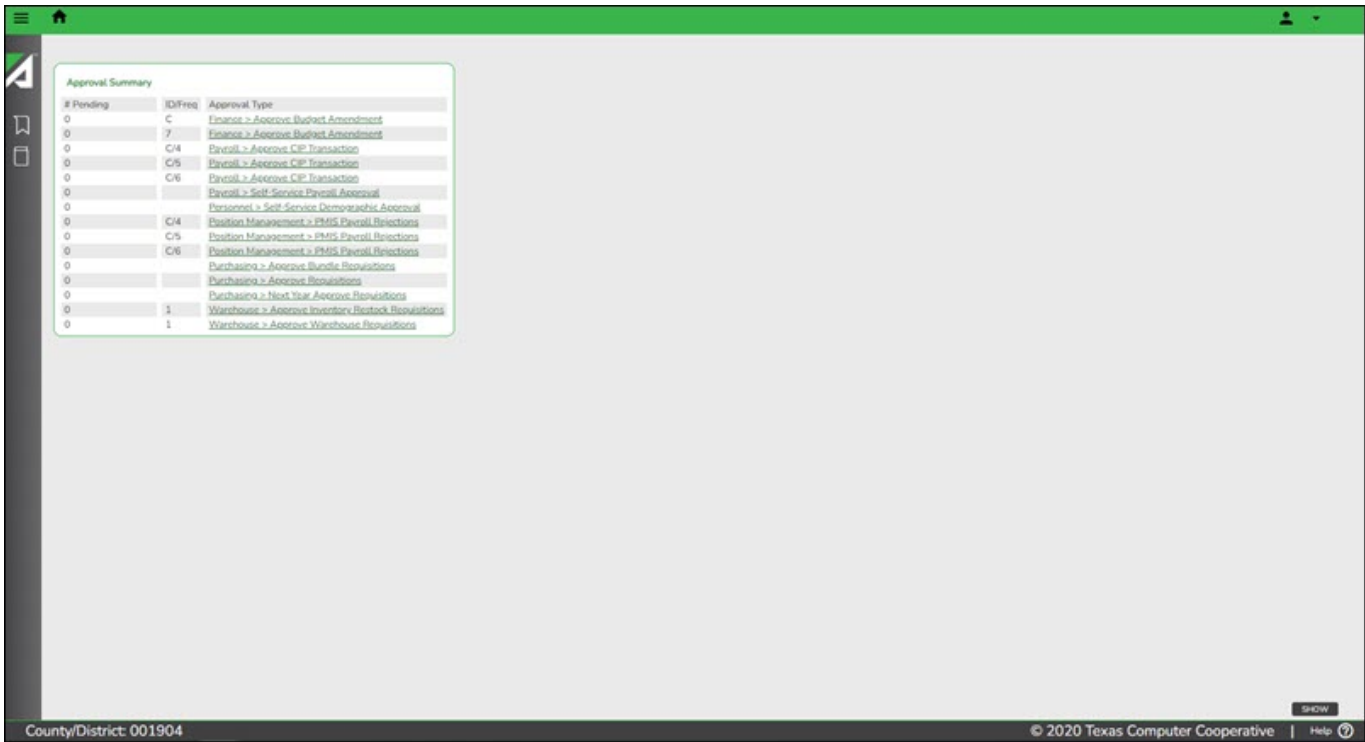 Approval Summary
# Pending ID/Freq Approval Type
0 C Finance > Approve Budget Amendment
0 7 Finance > Approve Budget Amendment
0 C/4 Payroll > Approve CIP Transaction
0 C/5 Payroll > Approve CIP Transaction
0 C/6 Payroll > Approve CIP Transaction
0 Payroll > Self-Service Payroll Approval
0 Personnel > Self-Service Demographic Approval
0 C/4 Position Management > PMIS Payroll Rejections
0 C/5 Position Management > PMIS Payroll Rejections
0 C/6 Position Management > PMIS Payroll Rejections
0 Purchasing > Approve Bundle Requisitions
0 Purchasing > Approve Requisitions
0 Purchasing > Next Year Approve Requisitions
0 1 Warehouse > Approve Inventory Restock Requisitions
0 1 Warehouse > Approve Warehouse Requisitions
SHOW
County/District: 001904 © 2020 Texas Computer Cooperative | Help ?